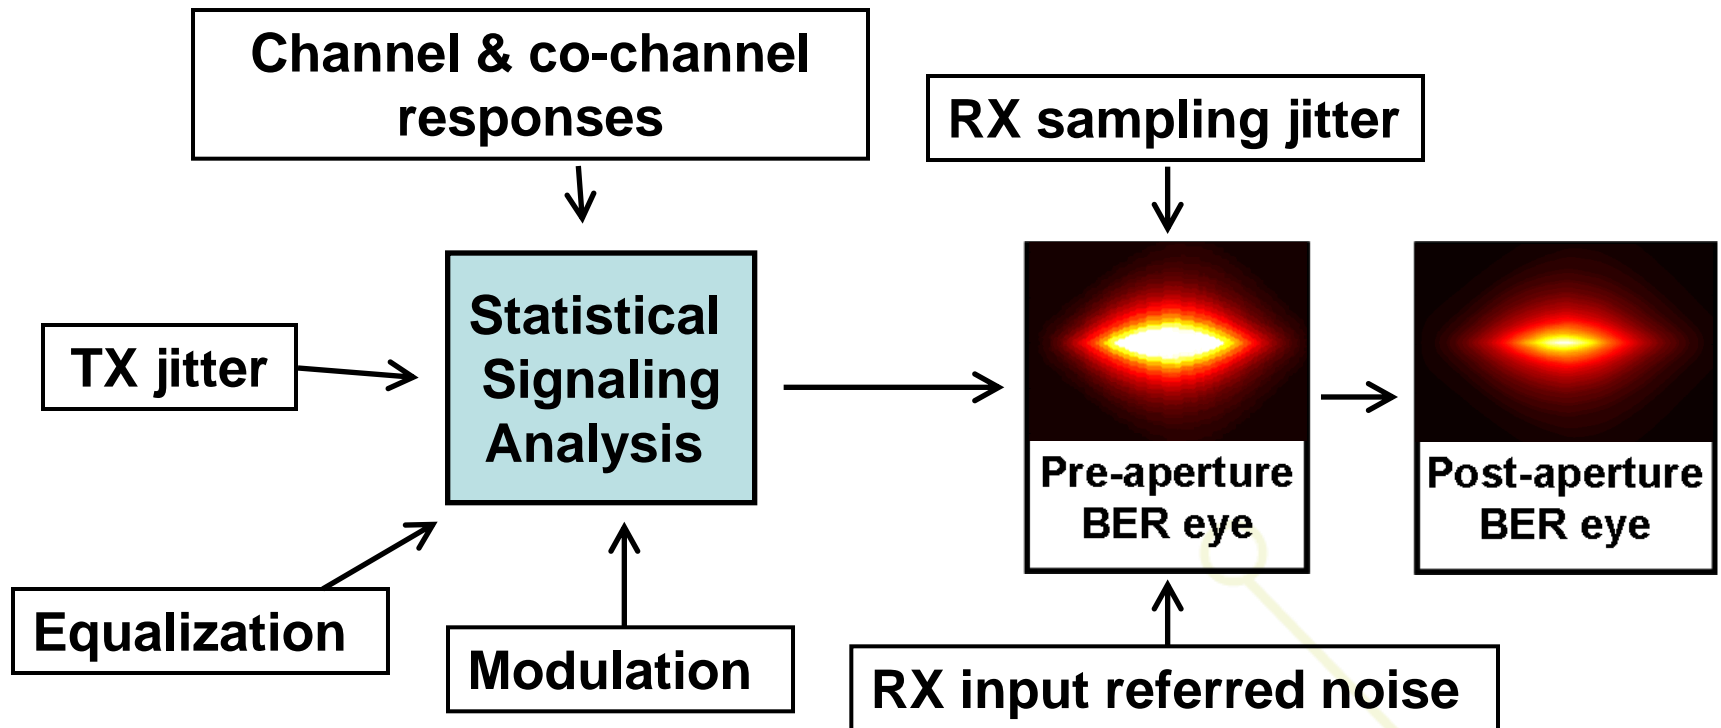 Channel & co-channel
responses
RX sampling jitter
Statistical
Signaling
Analysis
TX jitter
Pre-aperture
BER eye
Post-aperture
BER eye
Equalization
Modulation
RX input referred noise